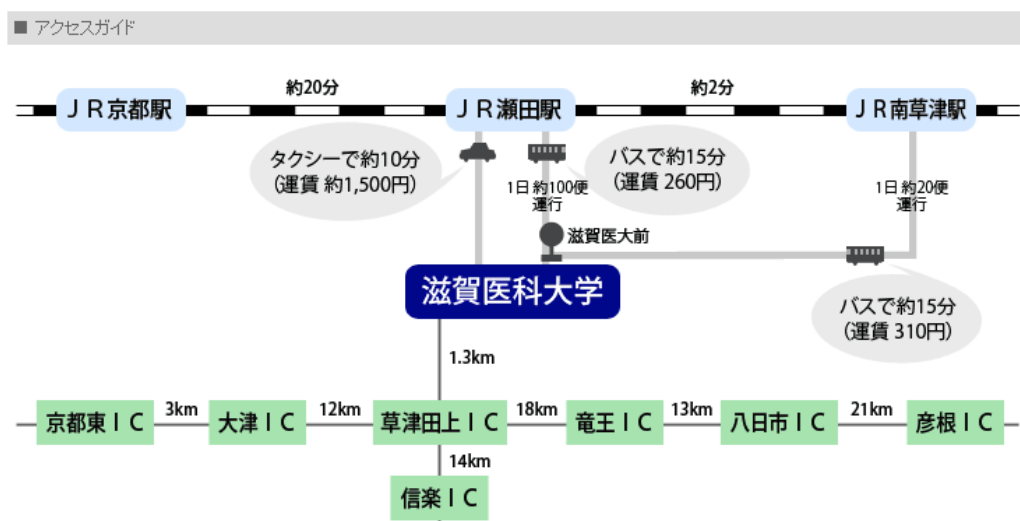 ■ アクセスガイド
約20分
約2分
ＪＲ京都駅
ＪＲ瀬田駅
ＪＲ南草津駅
タクシーで約10分
（運賃 約1,500円）
バスで約15分
（運賃 260円）
1日 約100便
運行
1日 約20便
運行
滋賀医大前
滋賀医科大学
バスで約15分
（運賃 310円）
1.3km
京都東ＩＣ
3km
大津ＩＣ
12km
草津田上ＩＣ
18km
竜王ＩＣ
13km
八日市ＩＣ
21km
彦根ＩＣ
14km
信楽ＩＣ